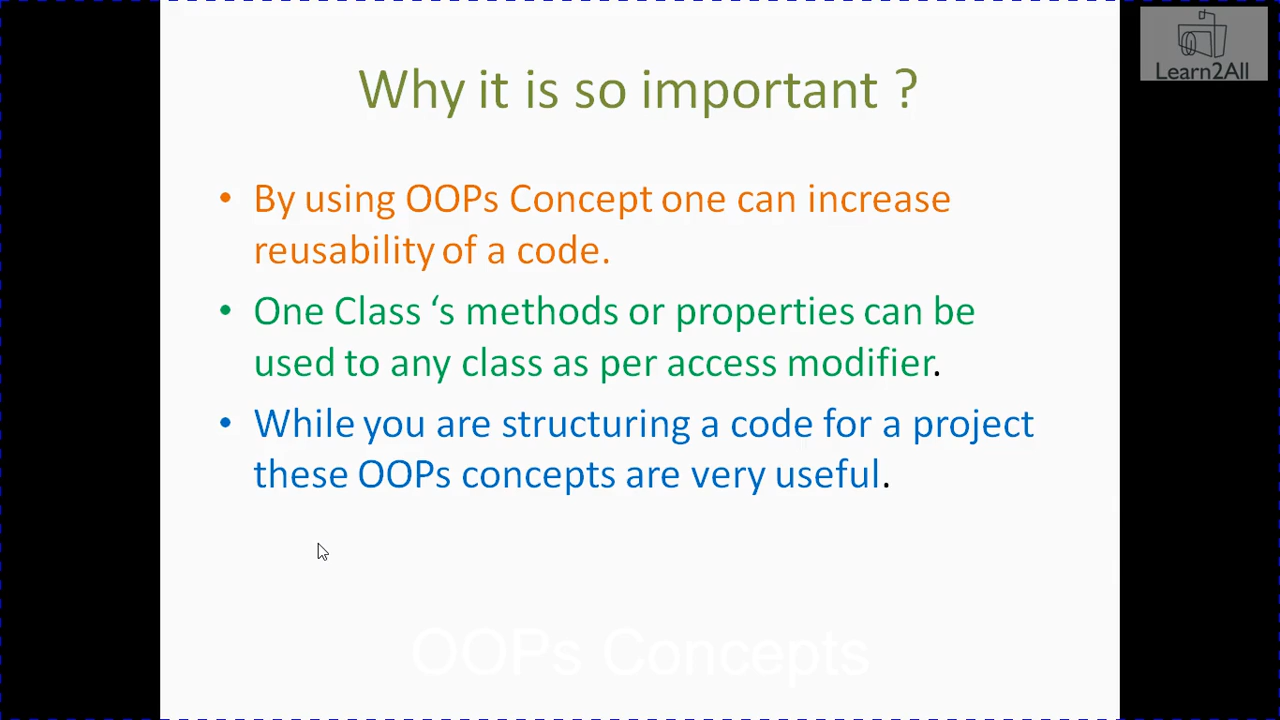 Learn2All
Why it is so important ?
• By using OOPs Concept one can increase
reusability of a code.
• One Class ‘s methods or properties can be
used to any class as per access modifier.
• While you are structuring a code for a project
these OOPs concepts are very useful.
OOPs Concepts